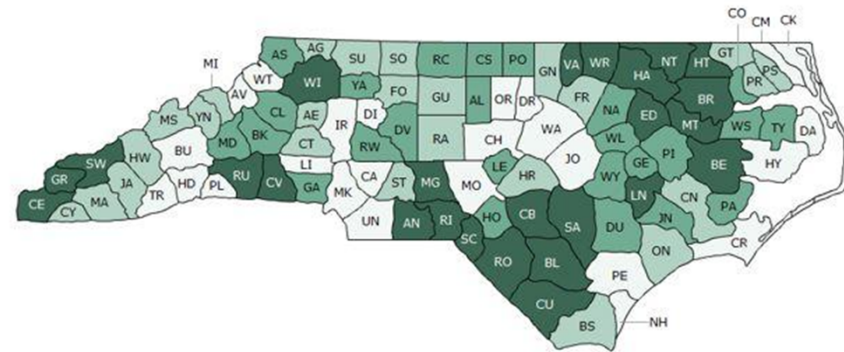 CO CM CK
AS AG SU SO RC CS PO GN VA WR NT HT GT
MI WT WI YA FO HA PR PS
AV AE GU AL OR DR FR BR
MS YN CL IR DI DV NA ED MT WS TY DA
BK CT RW RA CH WA WL
SW HW BU MD LI JO GE PI BE HY
GR RU CV GA CA ST MG LE HR WY
CE CY MA JA TR HD PL MK MO LN CN PA
UN AN RI HO CB SA DU JN CR
SC ON
RO BL PE
CU
BS NH